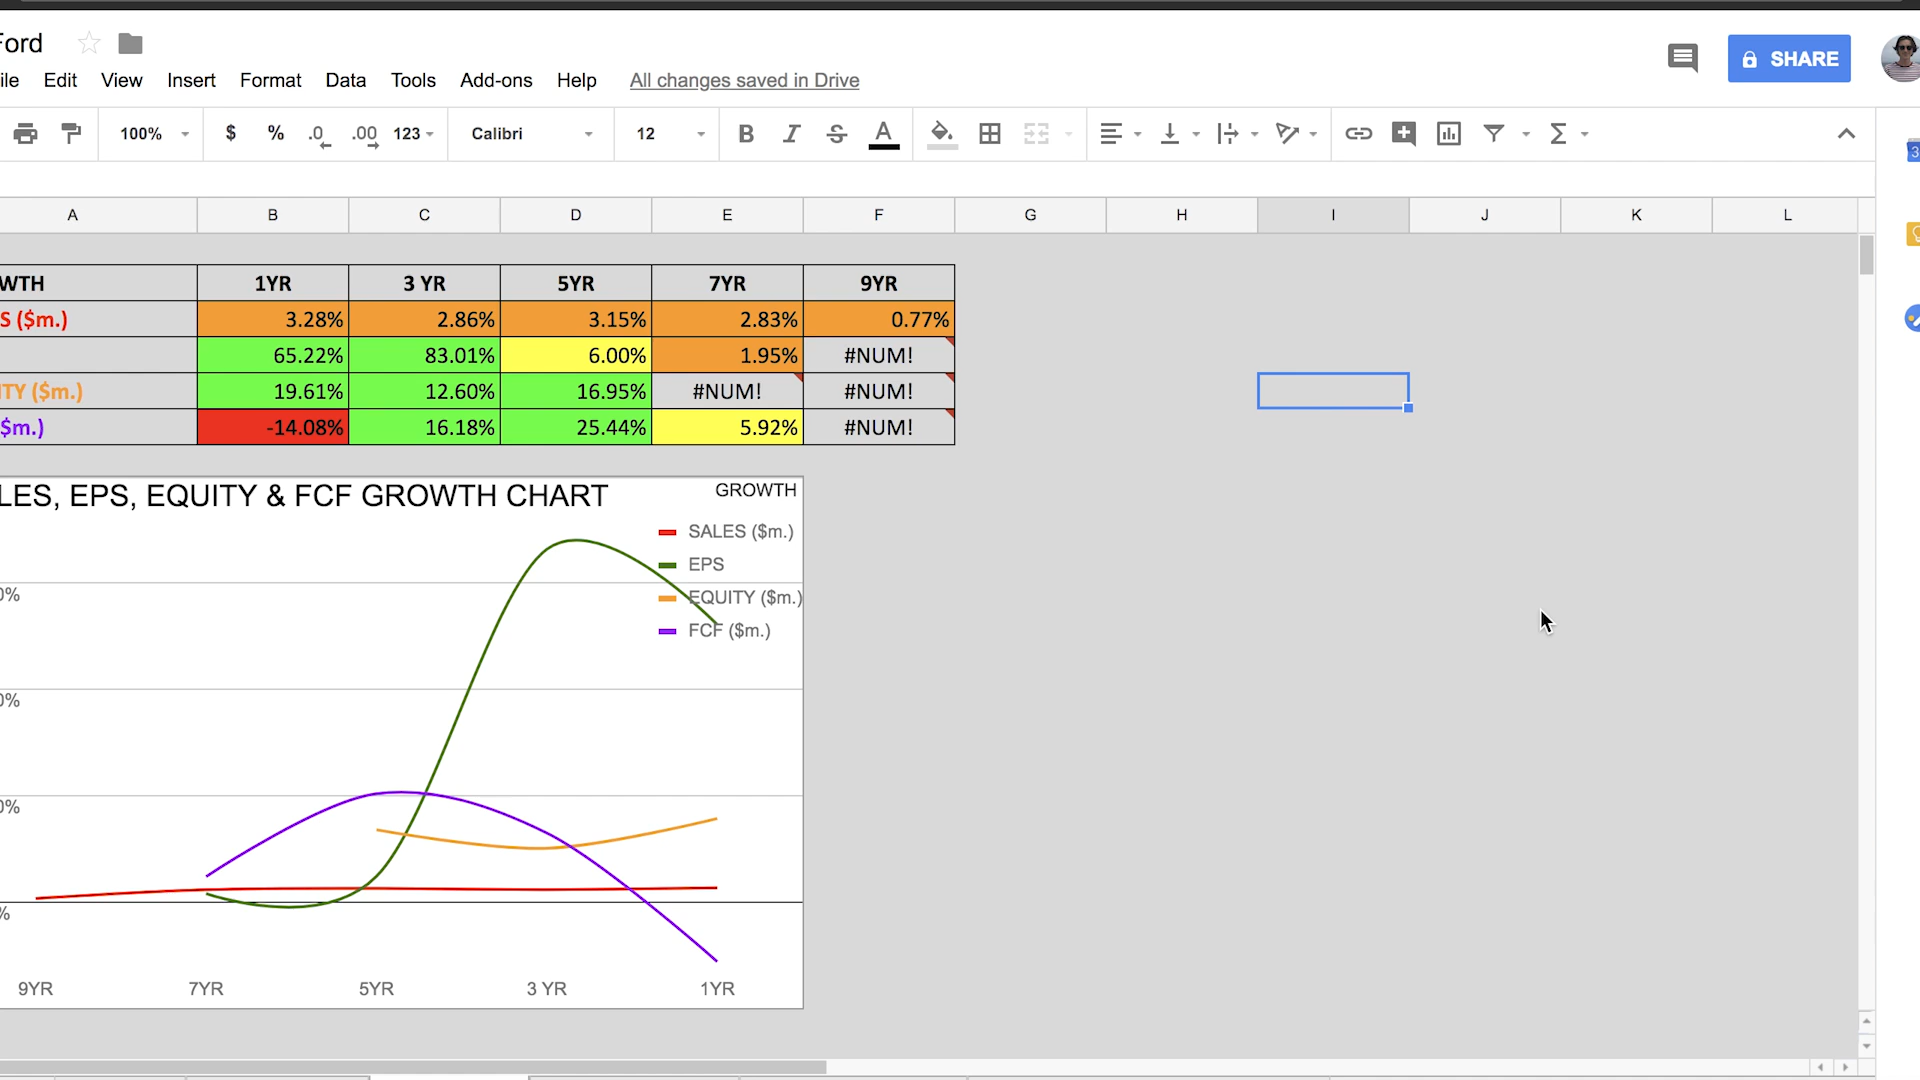 Ford
ile Edit View Insert Format Data Tools Add-ons Help All changes saved in Drive
SHARE
100% $ % .0 .00 123 Calibri 12 B I S A
A B C D E F G H I J K L
WTH 1YR 3 YR 5YR 7YR 9YR
S ($m.) 3.28% 2.86% 3.15% 2.83% 0.77%
65.22% 83.01% 6.00% 1.95% #NUM!
TY ($m.) 19.61% 12.60% 16.95% #NUM! #NUM!
$m.) -14.08% 16.18% 25.44% 5.92% #NUM!
LES, EPS, EQUITY & FCF GROWTH CHART
GROWTH
SALES ($m.)
EPS
EQUITY ($m.)
FCF ($m.)
0%
0%
0%
%
9YR 7YR 5YR 3 YR 1YR